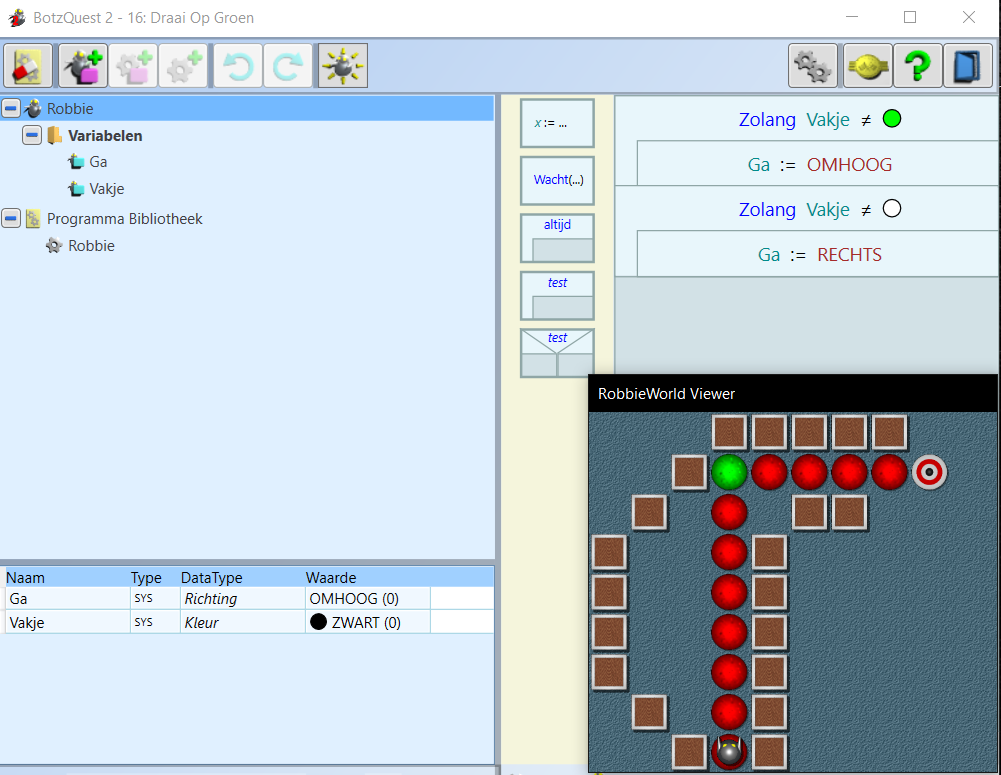 BotzQuest 2 - 16: Draai Op Groen
Robbie
Variabelen
Ga
Vakje
Programma Bibliotheek
Robbie
x := ...
Wacht(...)
altijd
test
test
Zolang Vakje ≠
Ga := OMHOOG
Zolang Vakje ≠
Ga := RECHTS
RobbieWorld Viewer
Naam Type DataType Waarde
Ga SYS Richting OMHOOG (0)
Vakje SYS Kleur ZWART (0)